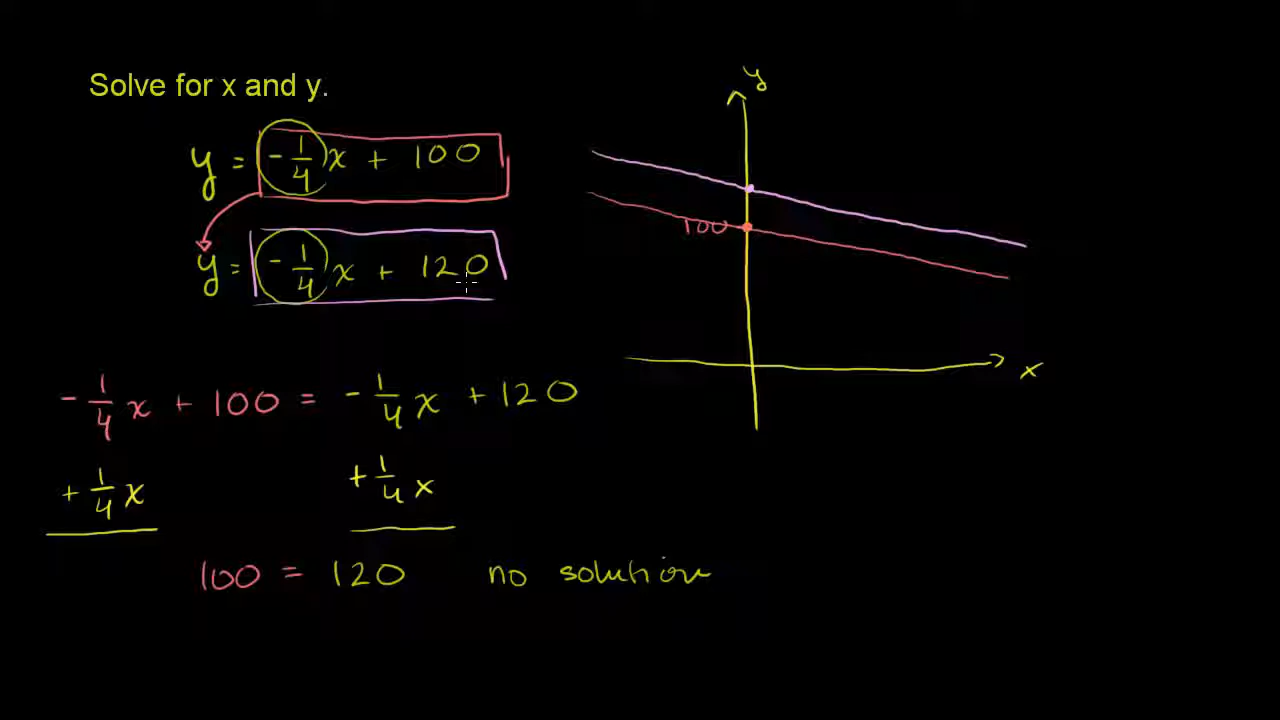 Solve for x and y.
y = -1/4 x + 100
y = -1/4 x + 120
-1/4 x + 100 = -1/4 x + 120
+1/4 x +1/4 x
100 = 120 no solution
y
100
x